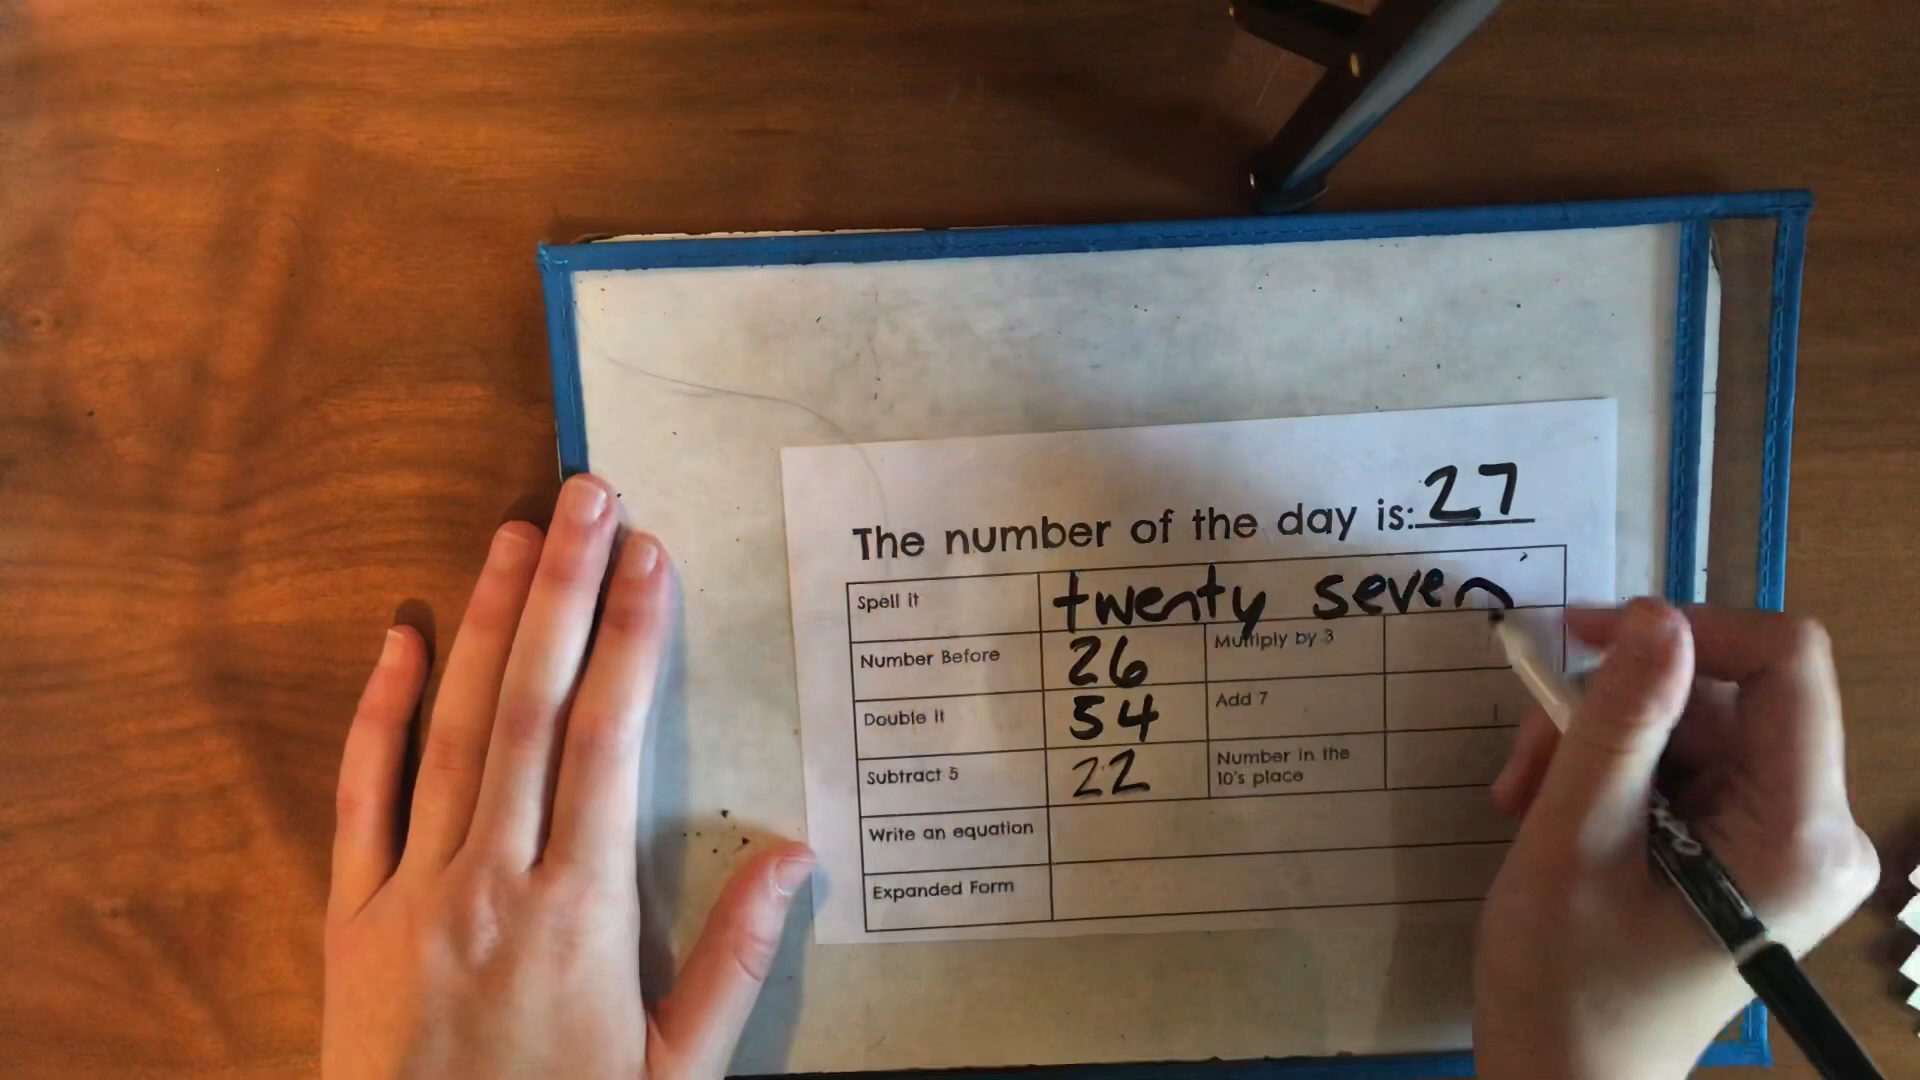 The number of the day is: 27
Spell It twenty seven
Number Before 26 Multiply by 3
Double It 54 Add 7
Subtract 5 22 Number in the
10's place
Write an equation
Expanded Form